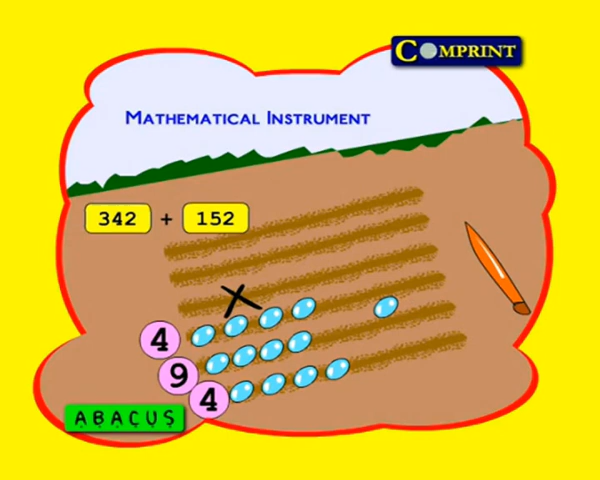 COMPRINT
MATHEMATICAL INSTRUMENT
342 + 152
4
9
4
ABACUS